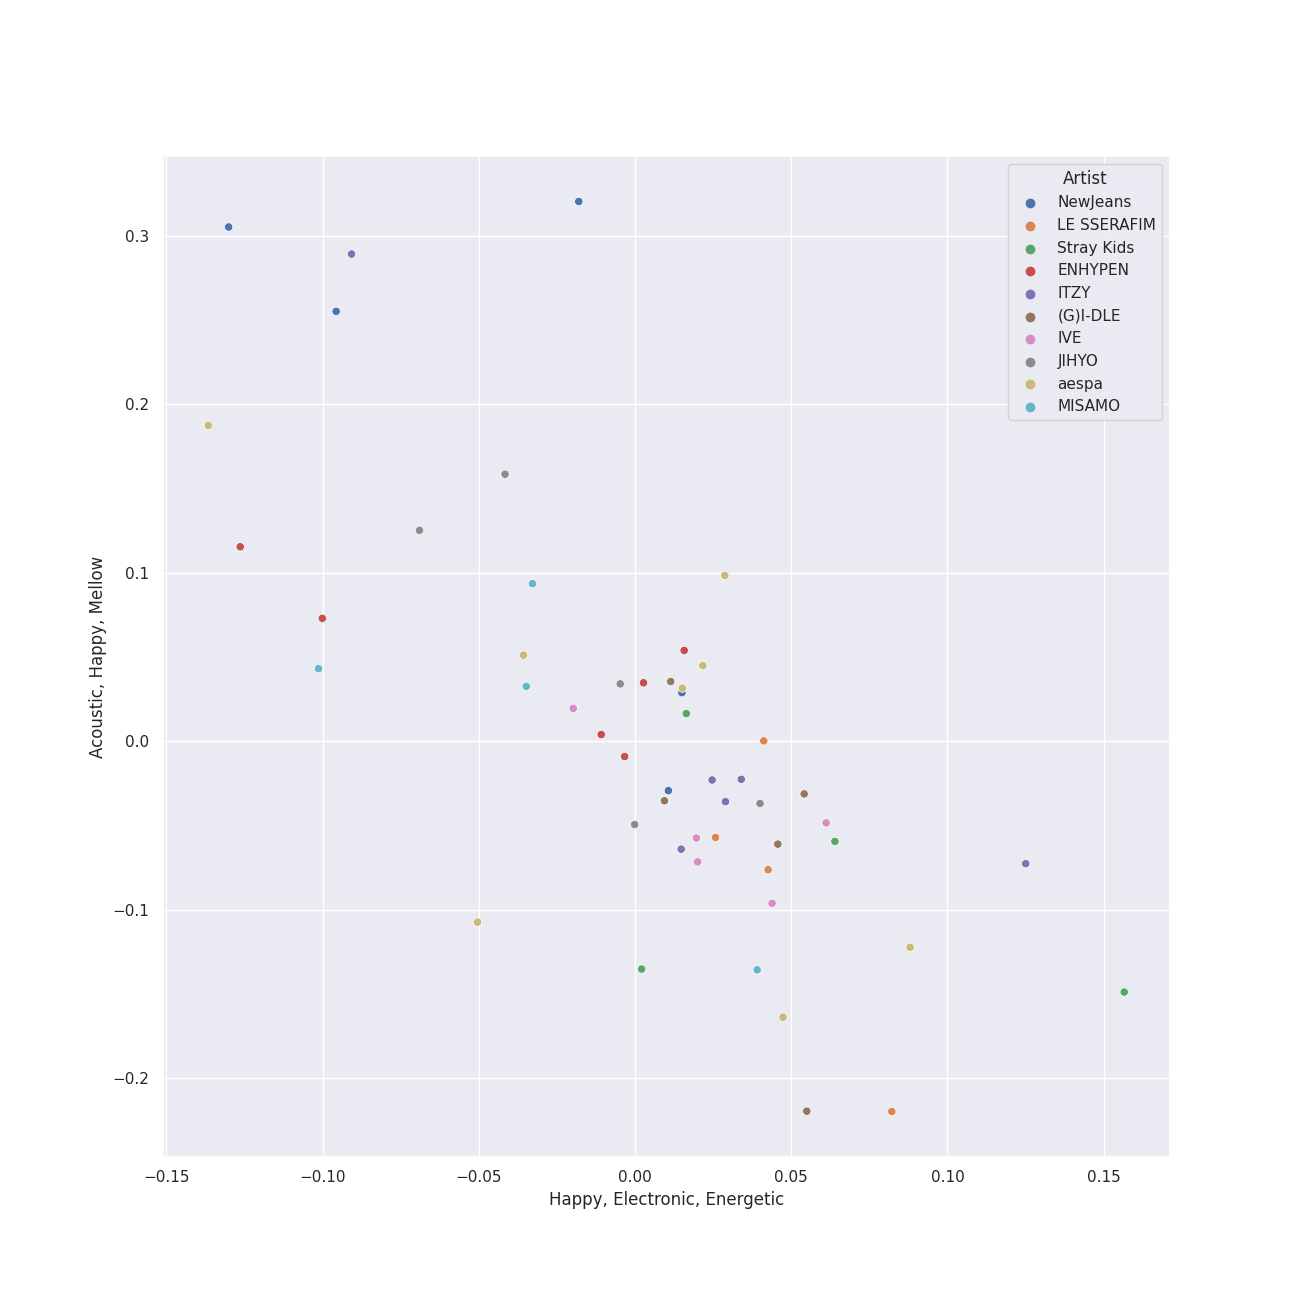 Artist
NewJeans
LE SSERAFIM
Stray Kids
ENHYPEN
ITZY
(G)I-DLE
IVE
JIHYO
aespa
MISAMO
0.3
0.2
0.1
0.0
−0.1
−0.2
Acoustic, Happy, Mellow
−0.15 −0.10 −0.05 0.00 0.05 0.10 0.15
Happy, Electronic, Energetic